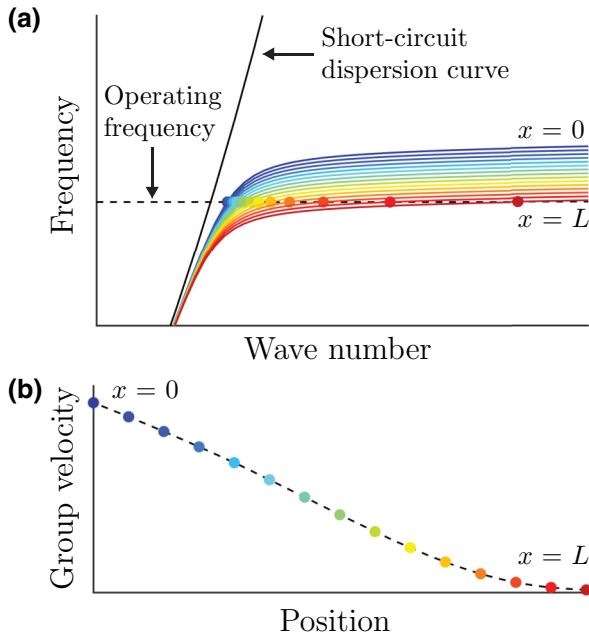 (a)
Short-circuit
dispersion curve
Operating
frequency
Frequency
x = 0
x = L
Wave number
(b)
x = 0
Group velocity
x = L
Position